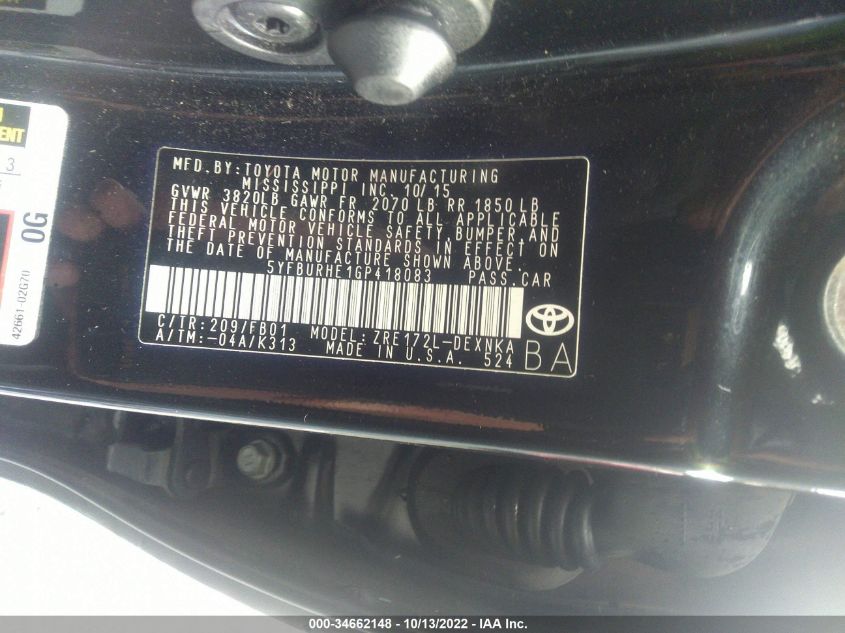 ENT
3
0G
42661-02G70
MFD. BY: TOYOTA MOTOR MANUFACTURING
MISSISSIPPI INC. 10/15
GVWR 3820LB GAWR FR 2070 LB RR 1850 LB
THIS VEHICLE CONFORMS TO ALL APPLICABLE
FEDERAL MOTOR VEHICLE SAFETY, BUMPER AND
THEFT PREVENTION STANDARDS IN EFFECT ON
THE DATE OF MANUFACTURE SHOWN ABOVE.
5YFBURHE1GP418083 PASS.CAR
C/TR: 209/FB01 MODEL: ZRE172L-DEXNKA
A/TM: -04A/K313 MADE IN U.S.A. 524
BA
000-34662148 - 10/13/2022 - IAA Inc.